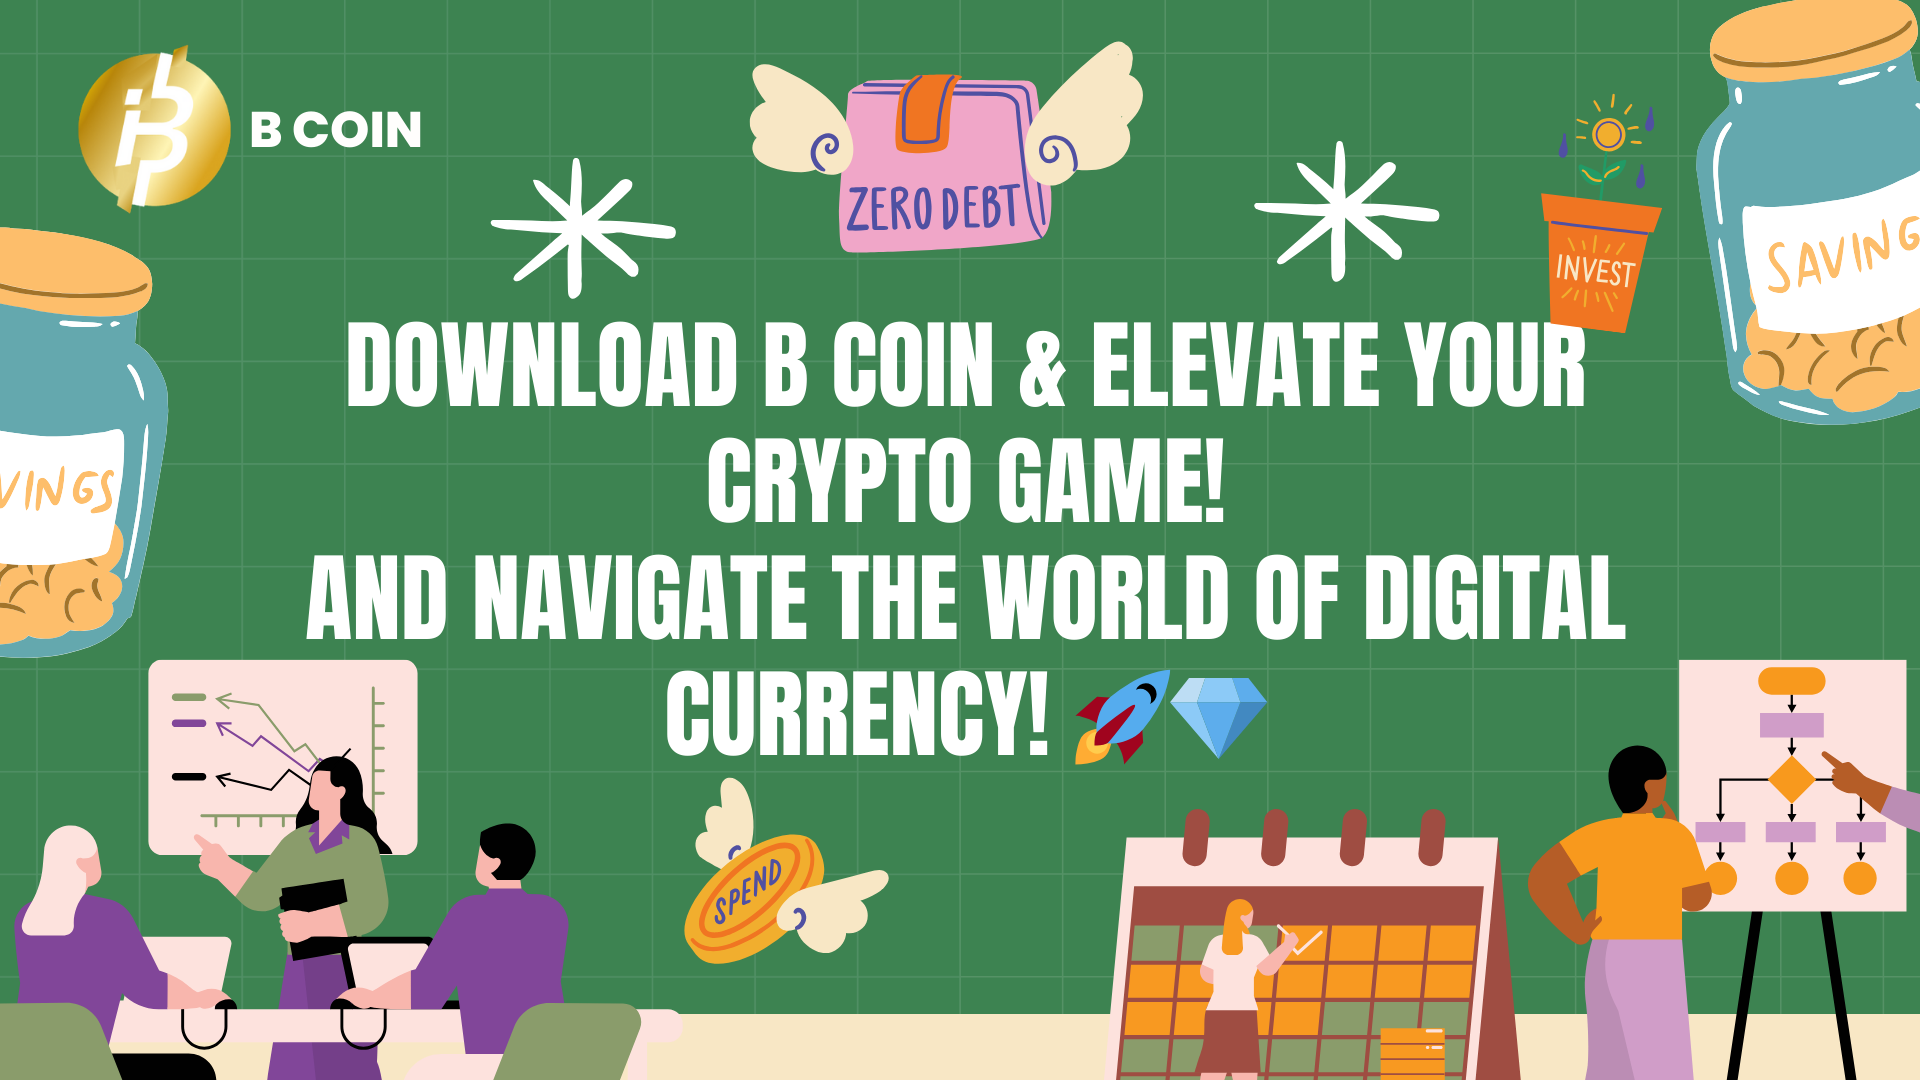 B COIN
ZERO DEBT
INVEST
SAVING
VINGS
DOWNLOAD B COIN & ELEVATE YOUR
CRYPTO GAME!
AND NAVIGATE THE WORLD OF DIGITAL
CURRENCY! 🚀💎
SPEND